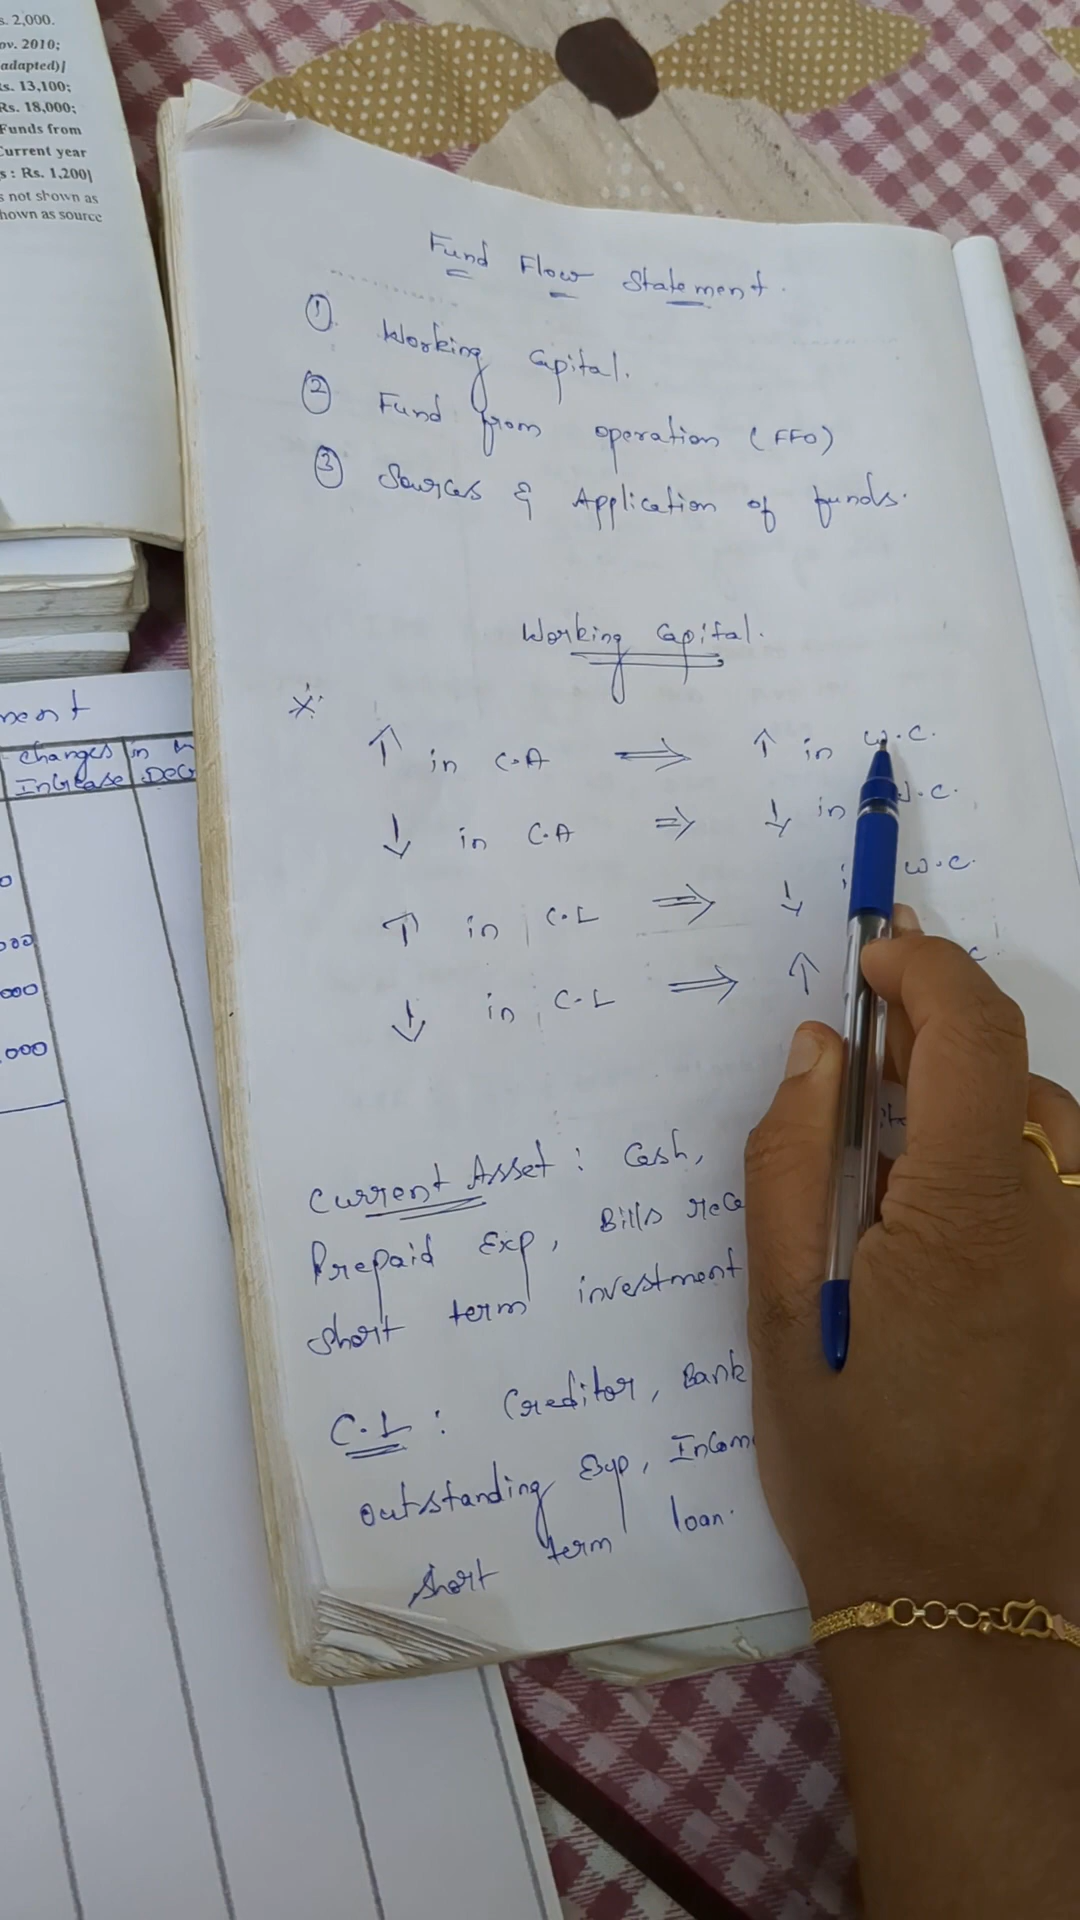 s. 2,000.
ov. 2010;
adapted)]
s. 13,100;
Rs. 18,000;
Funds from
Current year
s : Rs. 1,200]
s not shown as
hown as source
Fund Flow Statement.
① Working Capital.
② Fund from operation (FFO)
③ Sources & Application of funds.
Working Capital.
↑ in C.A ⇒ ↑ in W.C.
↓ in C.A ⇒ ↓ in W.C.
↑ in C.L ⇒ ↓ W.C.
↓ in C.L ⇒ ↑ C.
Current Asset : Cash,
Prepaid Exp, Bills rece
Short term investment
C.L : Creditor, Bank
Outstanding Exp, Incom
Short term loan.
ment
Changes in
Increase Dec
0
000
000
000